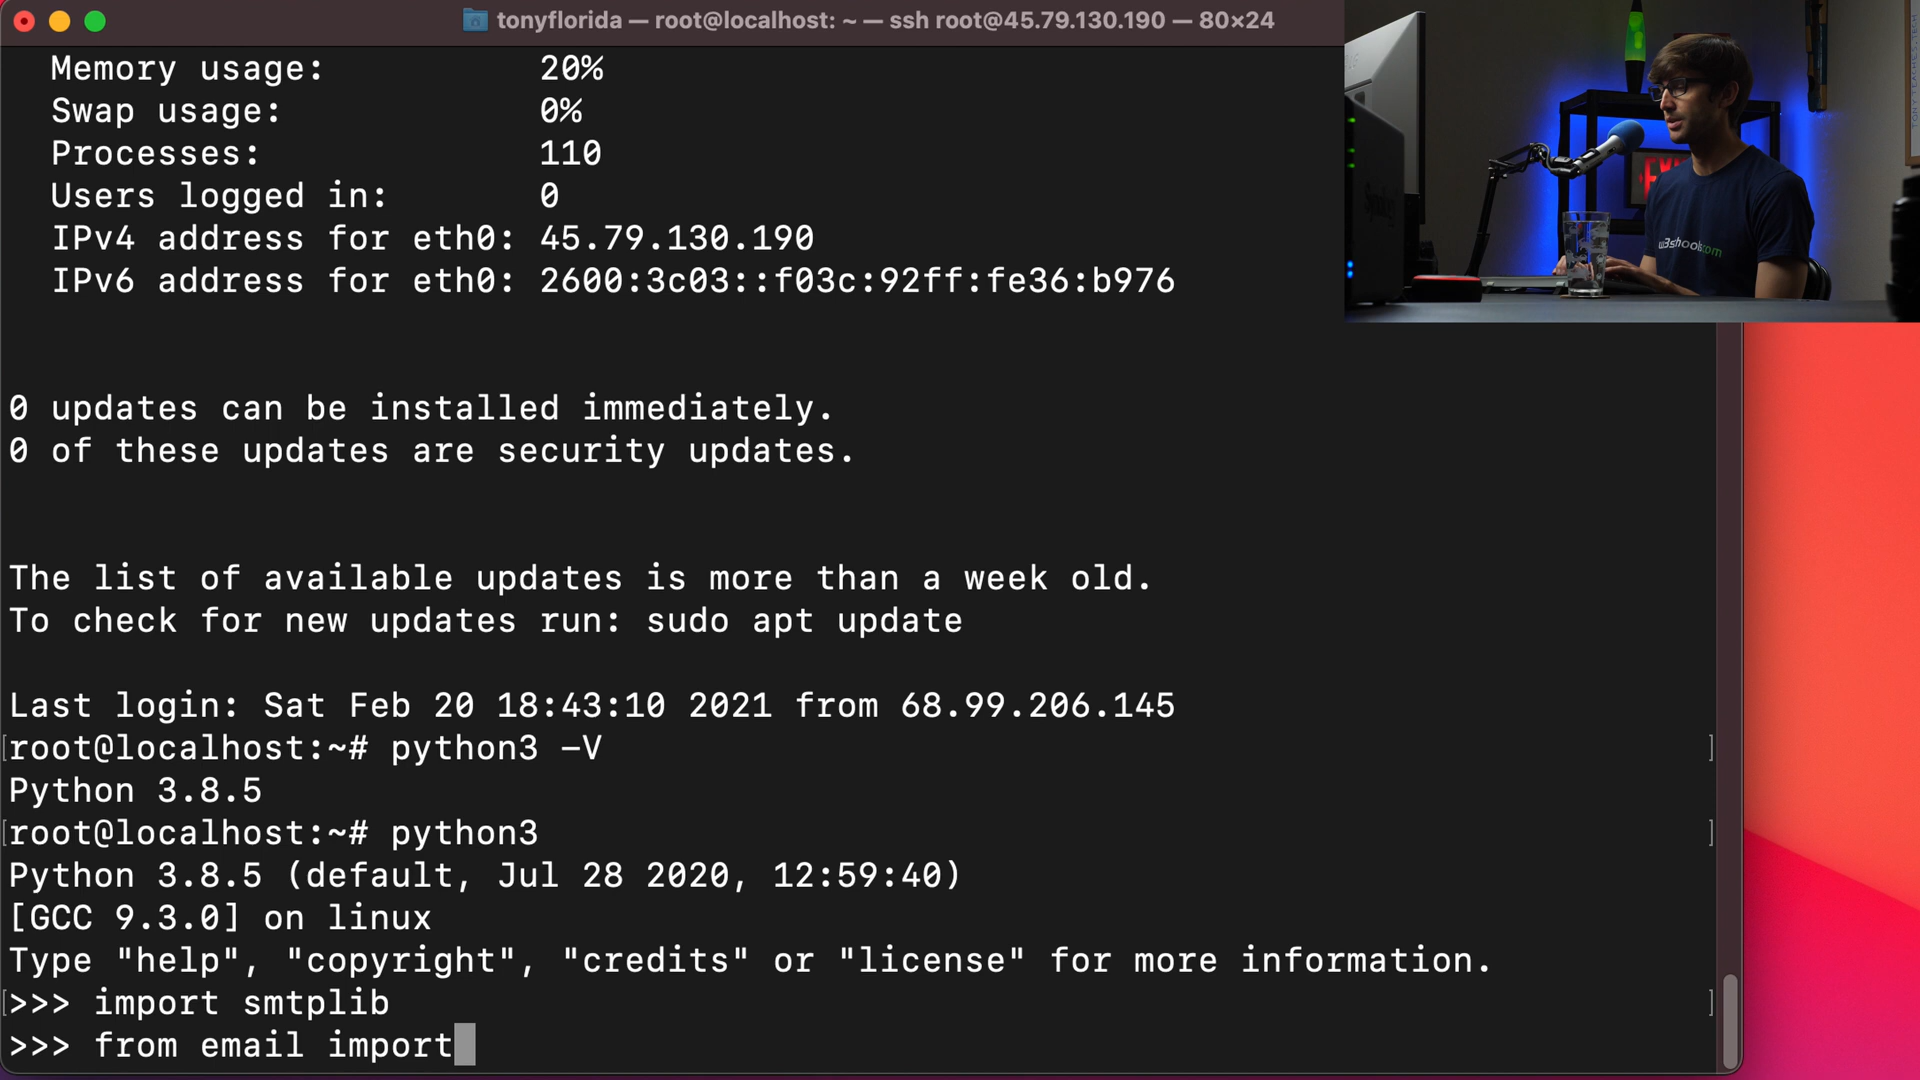 tonyflorida — root@localhost: ~ — ssh root@45.79.130.190 — 80×24
Memory usage: 20%
Swap usage: 0%
Processes: 110
Users logged in: 0
IPv4 address for eth0: 45.79.130.190
IPv6 address for eth0: 2600:3c03::f03c:92ff:fe36:b976
w3shool.com
0 updates can be installed immediately.
0 of these updates are security updates.
The list of available updates is more than a week old.
To check for new updates run: sudo apt update
Last login: Sat Feb 20 18:43:10 2021 from 68.99.206.145
[root@localhost:~# python3 -V ]
Python 3.8.5
[root@localhost:~# python3 ]
Python 3.8.5 (default, Jul 28 2020, 12:59:40)
[GCC 9.3.0] on linux
Type "help", "copyright", "credits" or "license" for more information.
[>>> import smtplib ]
>>> from email import